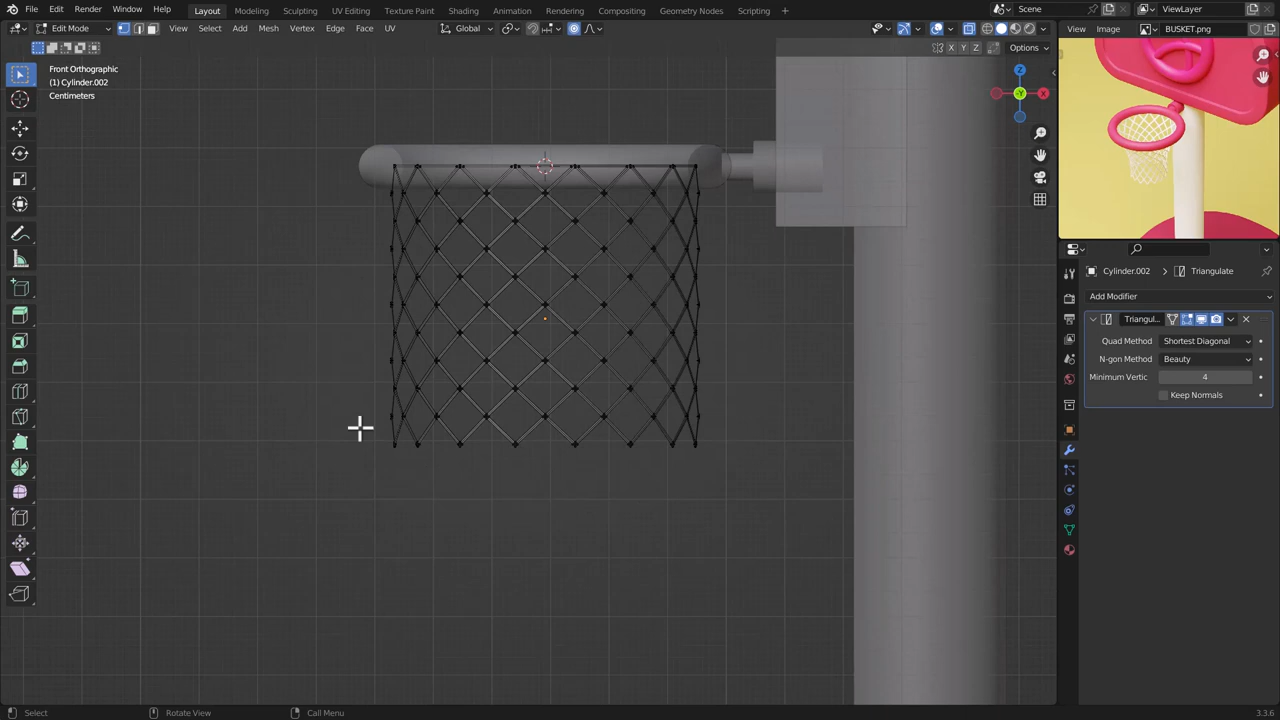 File Edit Render Window Help Layout Modeling Sculpting UV Editing Texture Paint Shading Animation Rendering Compositing Geometry Nodes Scripting + Scene ViewLayer
Edit Mode View Select Add Mesh Vertex Edge Face UV Global View Image BUSKET.png
X Y Z Options
Front Orthographic
(1) Cylinder.002
Centimeters
Z
Y X
Cylinder.002 > Triangulate
Add Modifier
Triangul...
Quad Method Shortest Diagonal
N-gon Method Beauty
Minimum Vertic 4
Keep Normals
Select Rotate View Call Menu 3.3.6